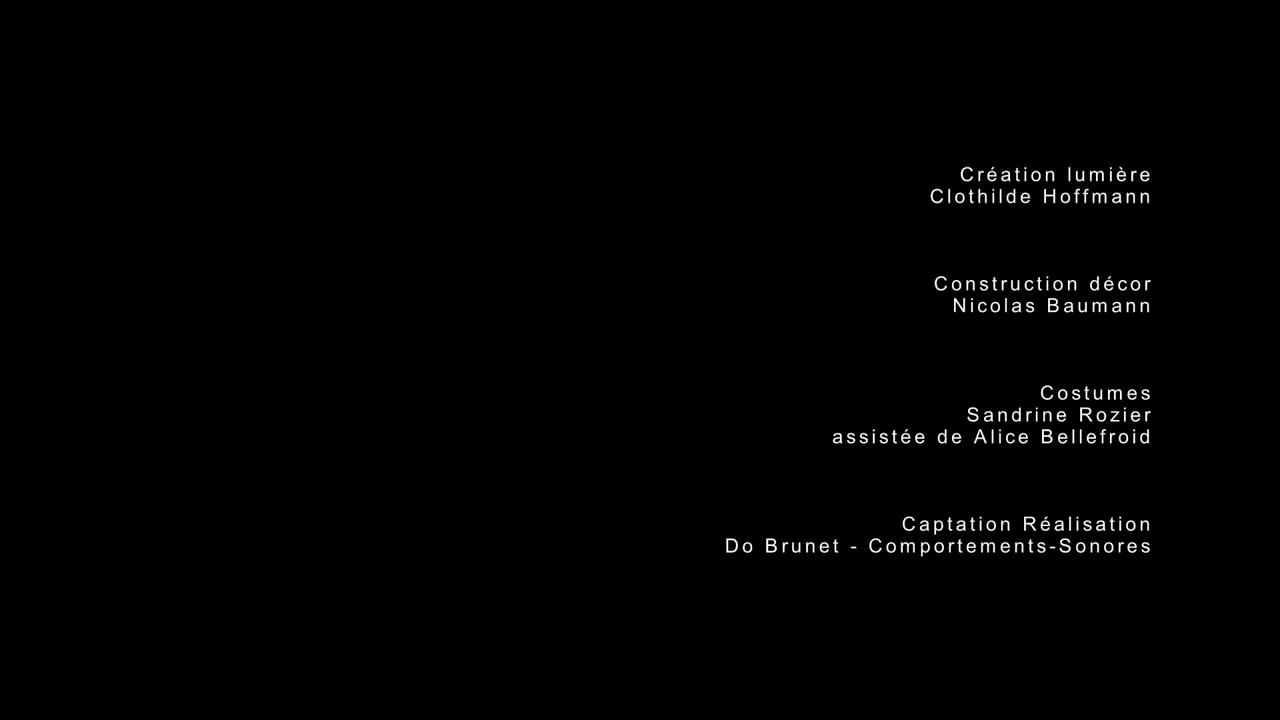 Création lumière
Clothilde Hoffmann
Construction décor
Nicolas Baumann
Costumes
Sandrine Rozier
assistée de Alice Bellefroid
Captation Réalisation
Do Brunet - Comportements-Sonores